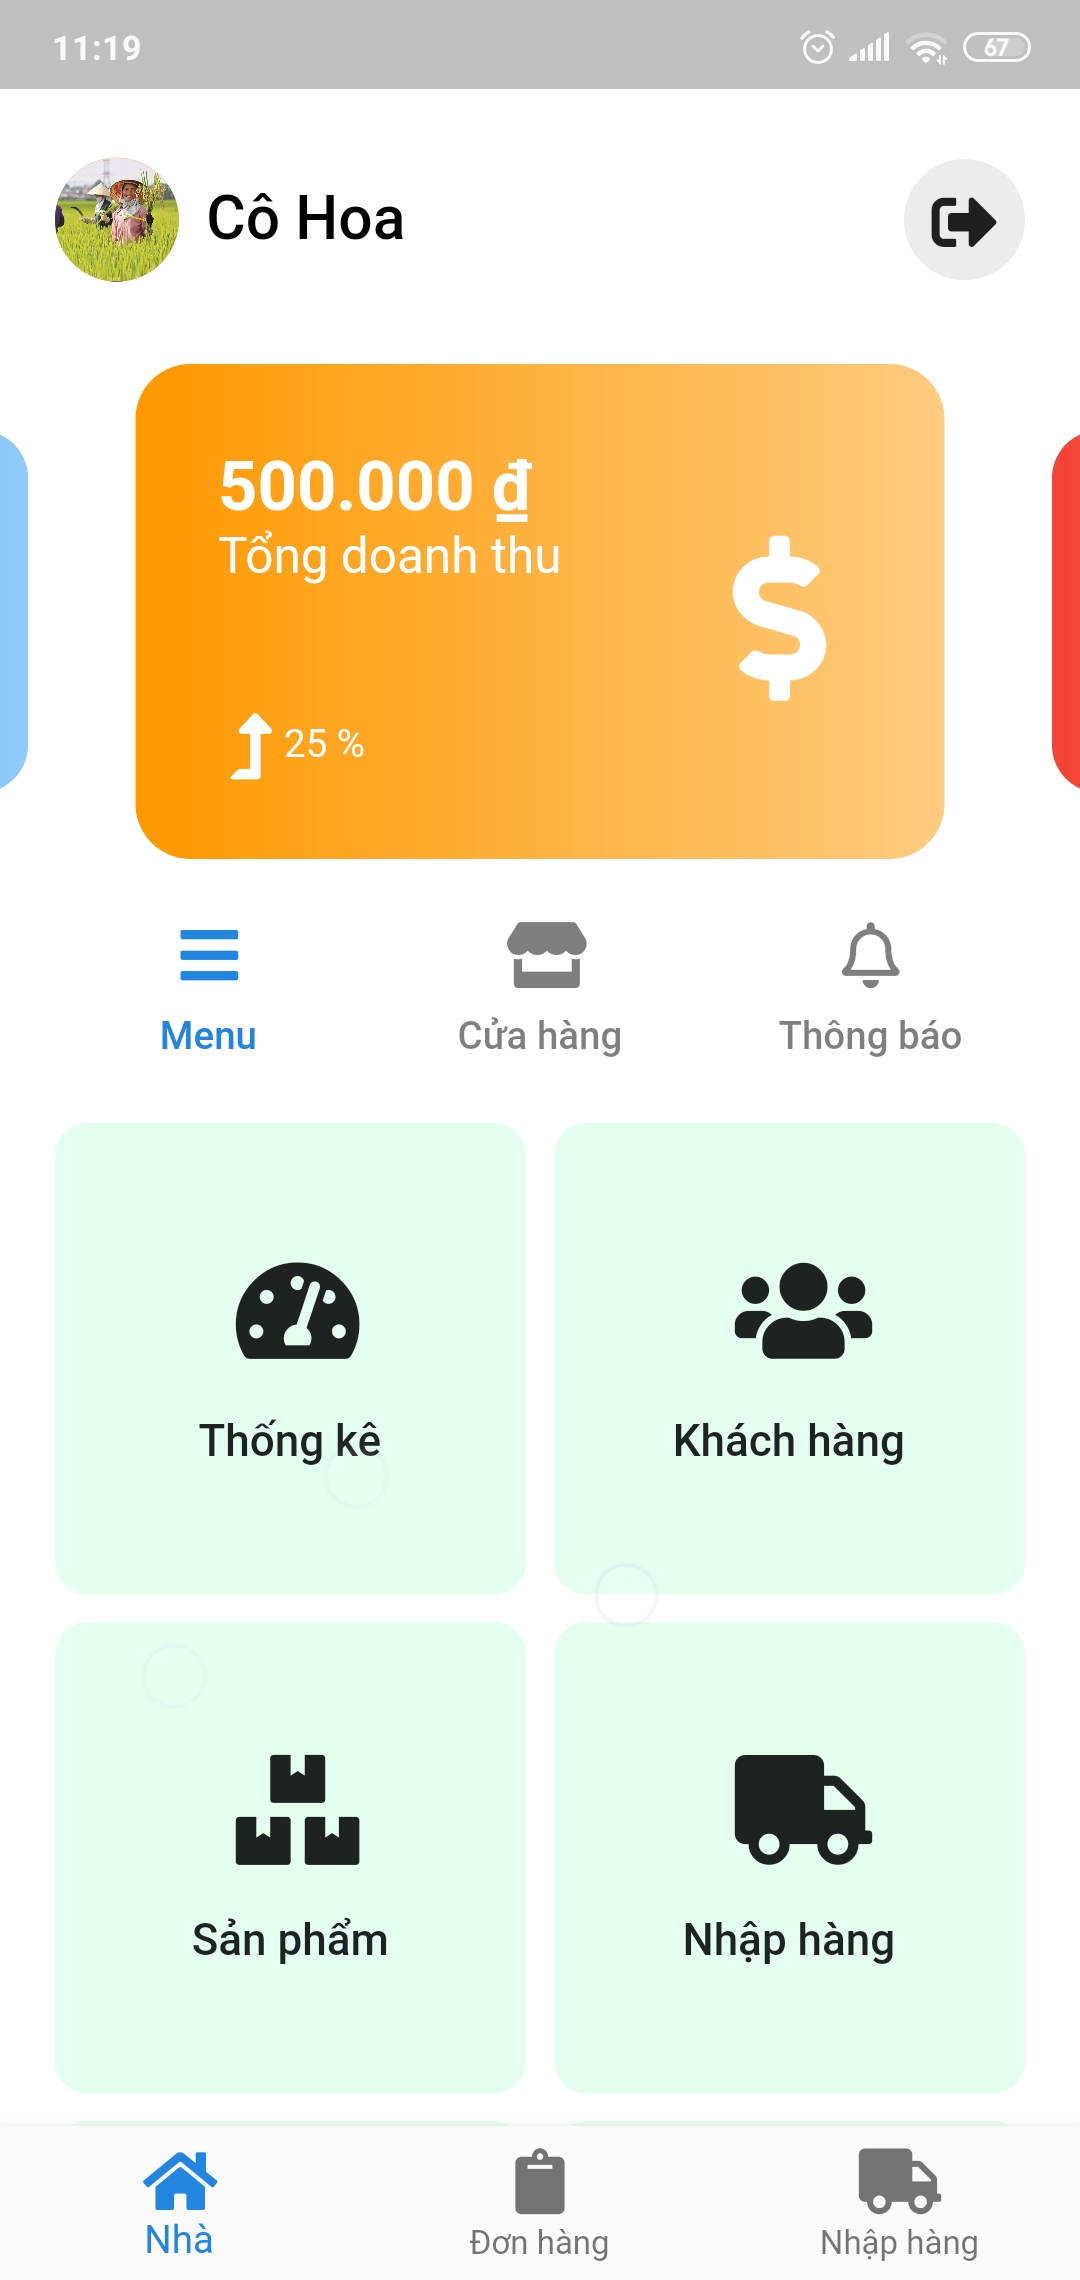 11:19
67
Cô Hoa
500.000 ₫
Tổng doanh thu
25 %
Menu
Cửa hàng
Thông báo
Thống kê
Khách hàng
Sản phẩm
Nhập hàng
Nhà
Đơn hàng
Nhập hàng